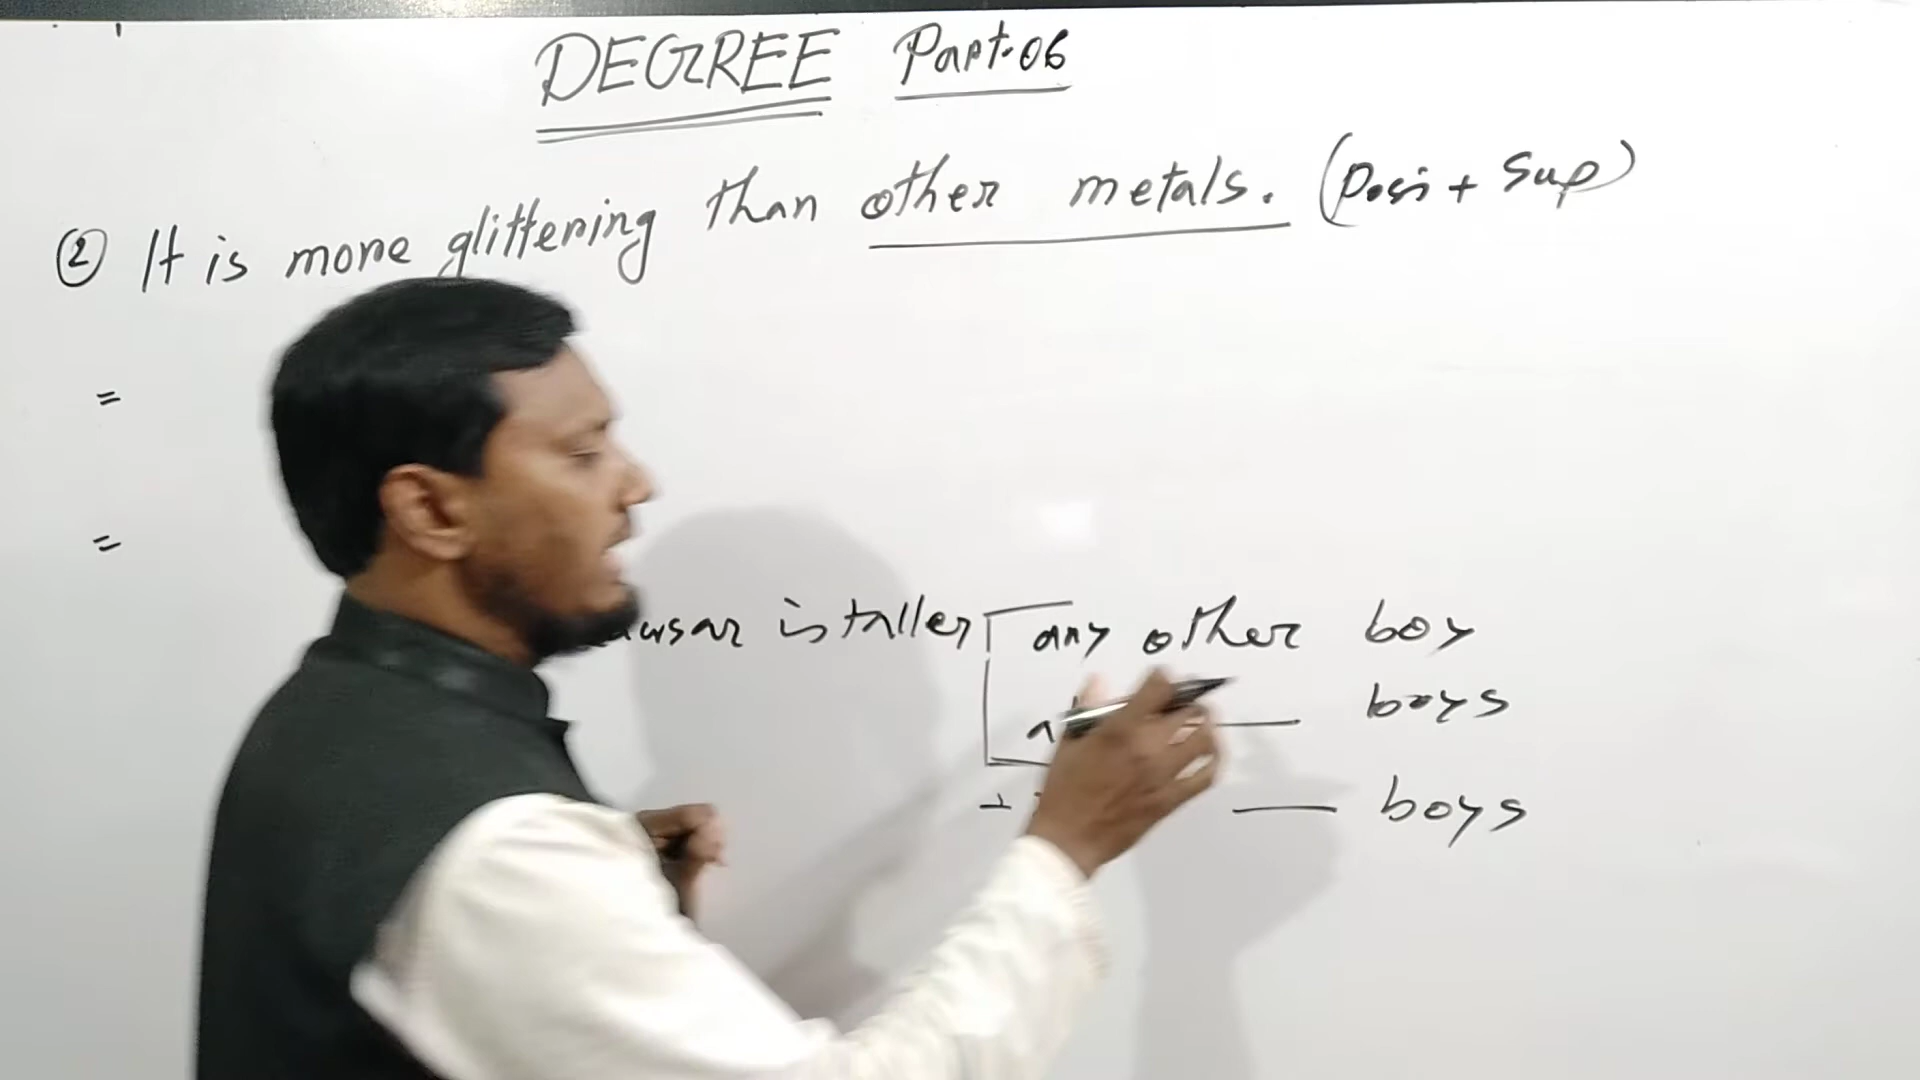 DEGREE Part-06
② It is more glittering than other metals. (Posi + Sup)
=
=
is taller any other boy
boys
boys